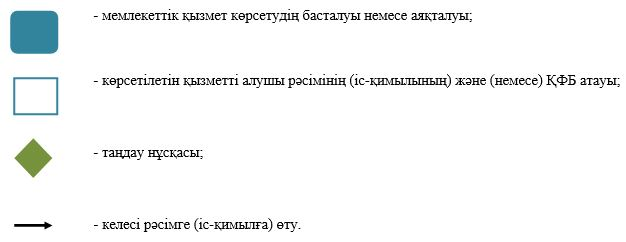 - мемлекеттік қызмет көрсетудің басталуы немесе аяқталуы;
- көрсетілетін қызметті алушы рәсімінің (іс-қимылының) және (немесе) ҚФБ атауы;
- таңдау нұсқасы;
- келесі рәсімге (іс-қимылға) өту.